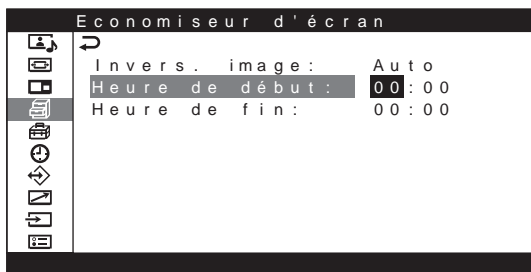 Economiseur d'écran
Invers. image: Auto
Heure de début: 00:00
Heure de fin: 00:00